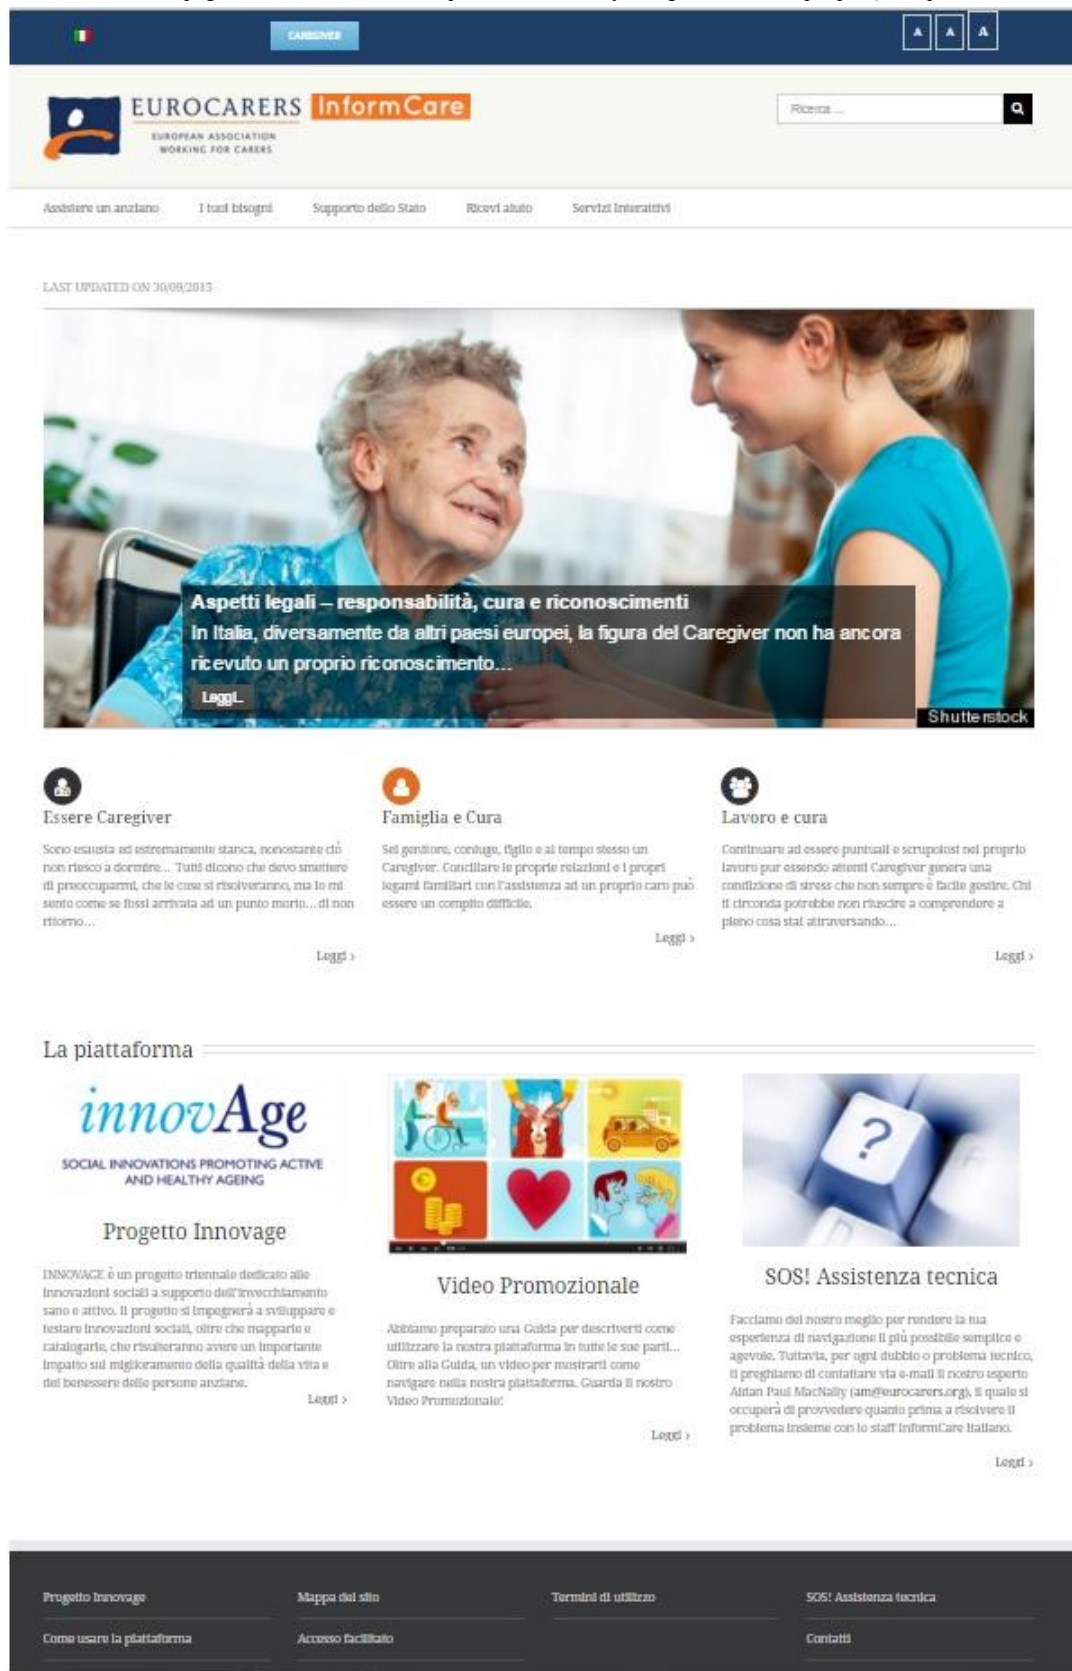 CAREGIVER
A A A
EUROCARERS InformCare
EUROPEAN ASSOCIATION
WORKING FOR CARERS
Ricerca ...
Assistere un anziano I tuoi bisogni Supporto dello Stato Ricevi aiuto Servizi Interattivi
LAST UPDATED ON 30/09/2015
Aspetti legali – responsabilità, cura e riconoscimenti
In Italia, diversamente da altri paesi europei, la figura del Caregiver non ha ancora
ricevuto un proprio riconoscimento...
Leggi...
Shutterstock
Essere Caregiver
Sono esausta ed estremamente stanca, nonostante ciò
non riesco a dormire... Tutti dicono che devo smettere
di preoccuparmi, che le cose si risolveranno, ma io mi
sento come se fossi arrivata ad un punto morto... di non
ritorno...
Leggi ›
Famiglia e Cura
Sei genitore, coniuge, figlio e al tempo stesso un
Caregiver. Conciliare le proprie relazioni e i propri
legami familiari con l'assistenza ad un proprio caro può
essere un compito difficile.
Leggi ›
Lavoro e cura
Continuare ad essere puntuali e scrupolosi nel proprio
lavoro pur essendo attenti Caregiver genera una
condizione di stress che non sempre è facile gestire. Chi
ti circonda potrebbe non riuscire a comprendere a
pieno cosa stai attraversando...
Leggi ›
La piattaforma
innovAge
SOCIAL INNOVATIONS PROMOTING ACTIVE
AND HEALTHY AGEING
Progetto Innovage
INNOVAGE è un progetto triennale dedicato alle
innovazioni sociali a supporto dell'invecchiamento
sano e attivo. Il progetto si impegnerà a sviluppare e
testare innovazioni sociali, oltre che mapparle e
catalogarle, che risulteranno avere un importante
impatto sul miglioramento della qualità della vita e
del benessere delle persone anziane.
Leggi ›
Video Promozionale
Abbiamo preparato una Guida per descriverti come
utilizzare la nostra piattaforma in tutte le sue parti...
Oltre alla Guida, un video per mostrarti come
navigare nella nostra piattaforma. Guarda il nostro
Video Promozionale!
Leggi ›
?
F
D
SOS! Assistenza tecnica
Facciamo del nostro meglio per rendere la tua
esperienza di navigazione il più possibile semplice e
agevole. Tuttavia, per ogni dubbio o problema tecnico,
ti preghiamo di contattare via e-mail il nostro esperto
Aidan Paul MacNally (am@eurocarers.org), il quale si
occuperà di provvedere quanto prima a risolvere il
problema insieme con lo staff InformCare Italiano.
Leggi ›
Progetto Innovage Mappa del sito Termini di utilizzo SOS! Assistenza tecnica
Come usare la piattaforma Accesso facilitato Contatti